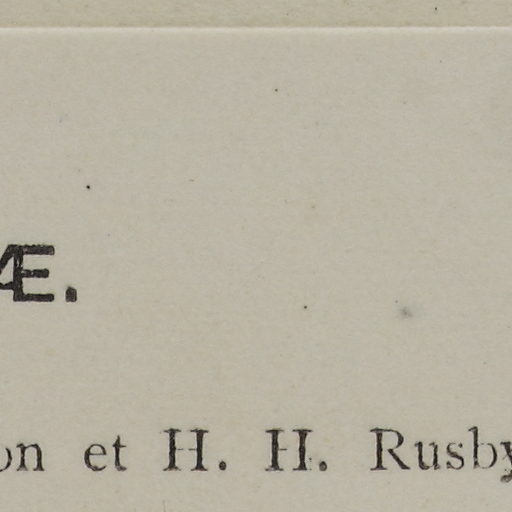 Æ.
on et H. H. Rusby